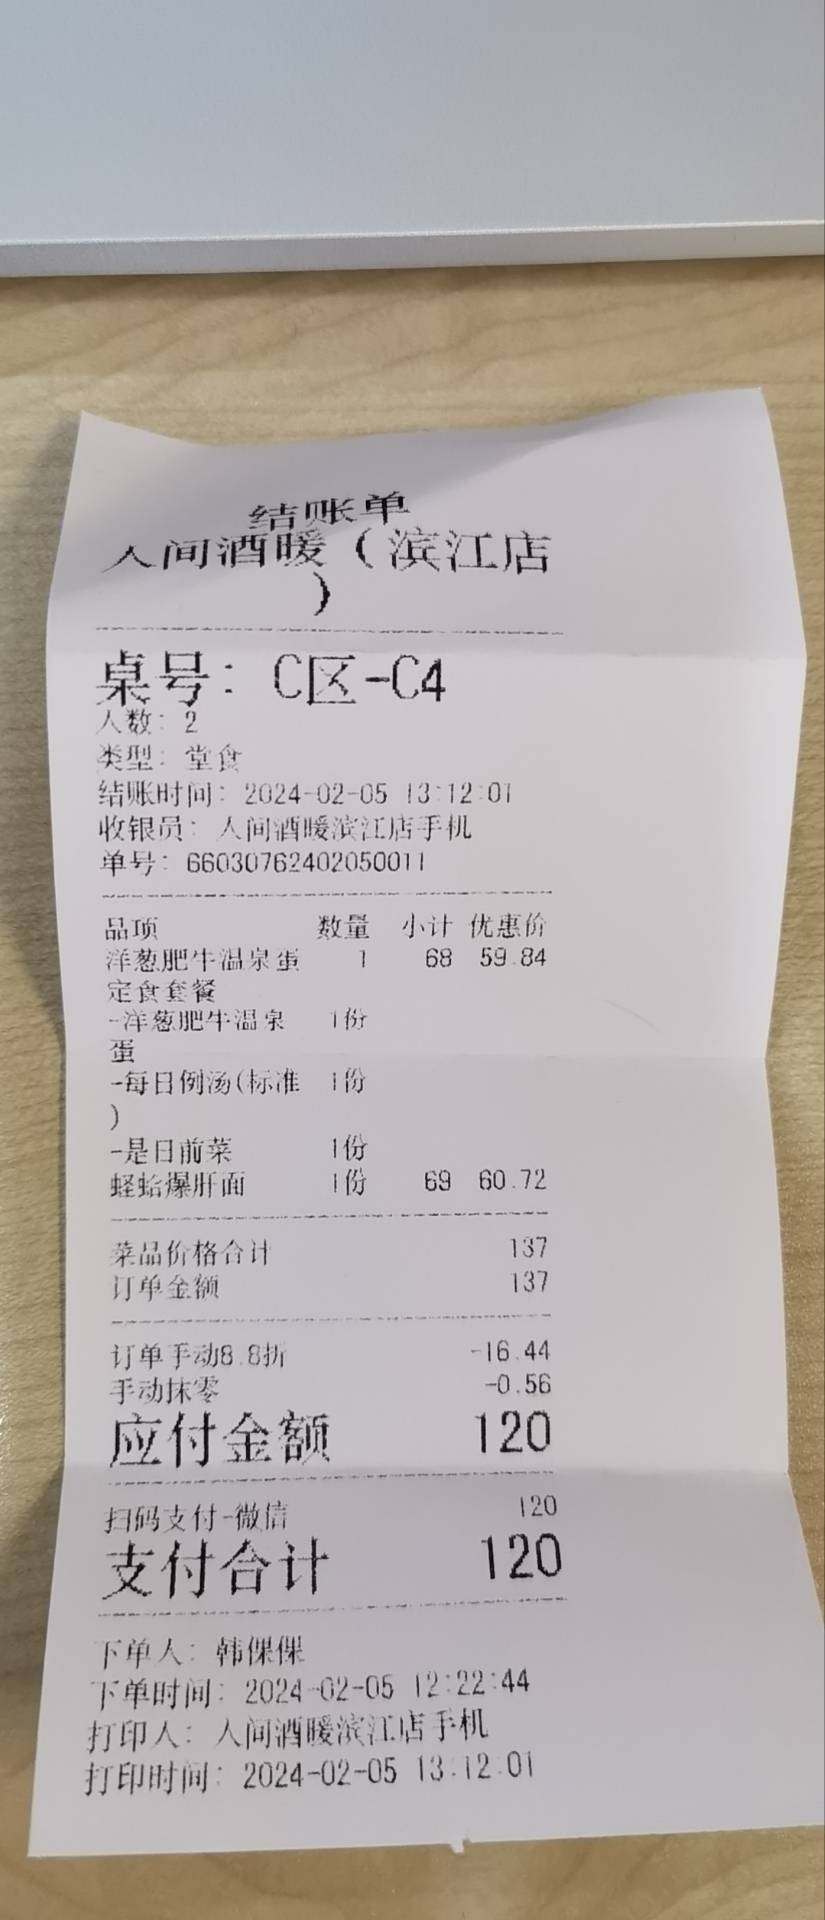 结账单
人间酒暖（滨江店
）
桌号：C区-C4
人数：2
类型：堂食
结账时间：2024-02-05 13:12:01
收银员：人间酒暖滨江店手机
单号：66030762402050011
品项 数量 小计 优惠价
洋葱肥牛温泉蛋 1 68 59.84
定食套餐
-洋葱肥牛温泉 1份
蛋
-每日例汤(标准 1份
)
-是日前菜 1份
蛏蛤爆肝面 1份 69 60.72
菜品价格合计 137
订单金额 137
订单手动8.8折 -16.44
手动抹零 -0.56
应付金额 120
扫码支付-微信 120
支付合计 120
下单人：韩倮倮
下单时间：2024-02-05 12:22:44
打印人：人间酒暖滨江店手机
打印时间：2024-02-05 13:12:01